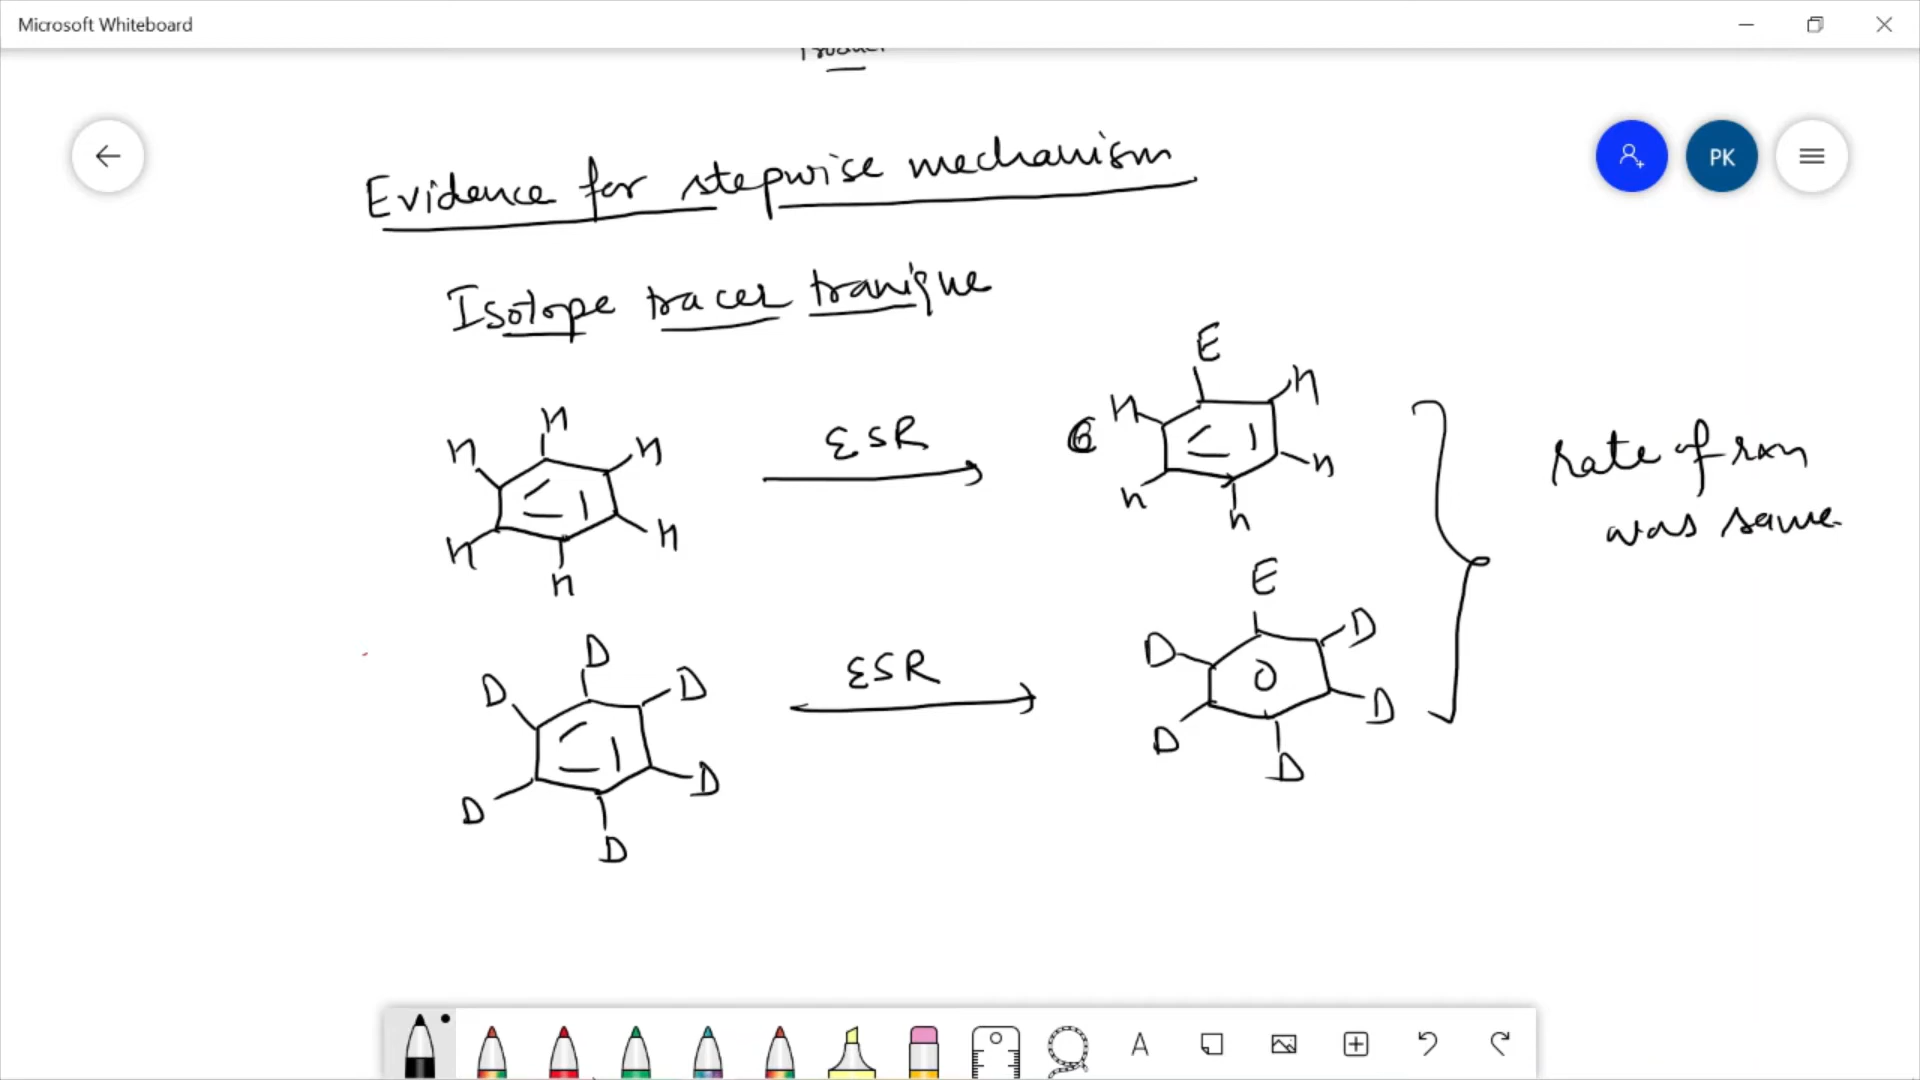 Microsoft Whiteboard
PK
Evidence for stepwise mechanism
Isotope tracer tranique
E
H H H
ESR
H H
rate of rxn
H H H n
n n
was same
E
D D D
ESR
D D
D D D D
D D
A